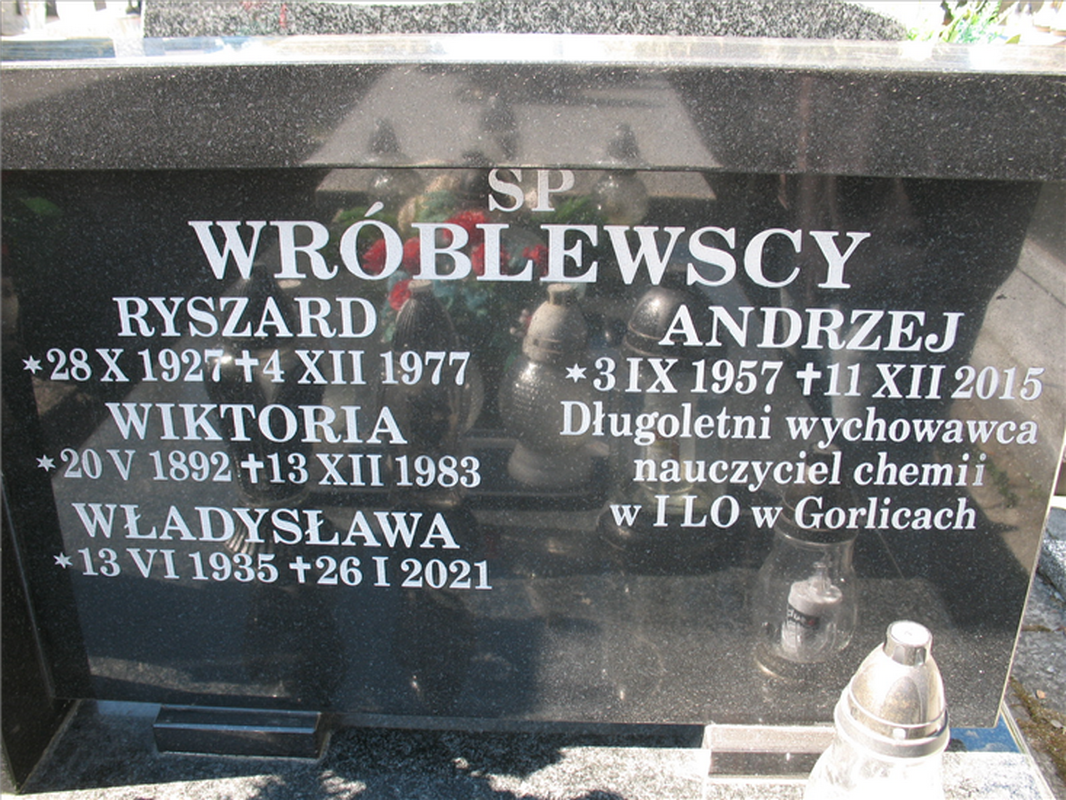 SP
WRÓBLEWSCY
RYSZARD
*28 X 1927 ✝4 XII 1977
WIKTORIA
*20 V 1892 ✝13 XII 1983
WŁADYSŁAWA
*13 VI 1935 ✝26 I 2021
ANDRZEJ
*3 IX 1957 ✝11 XII 2015
Długoletni wychowawca
nauczyciel chemii
w I LO w Gorlicach